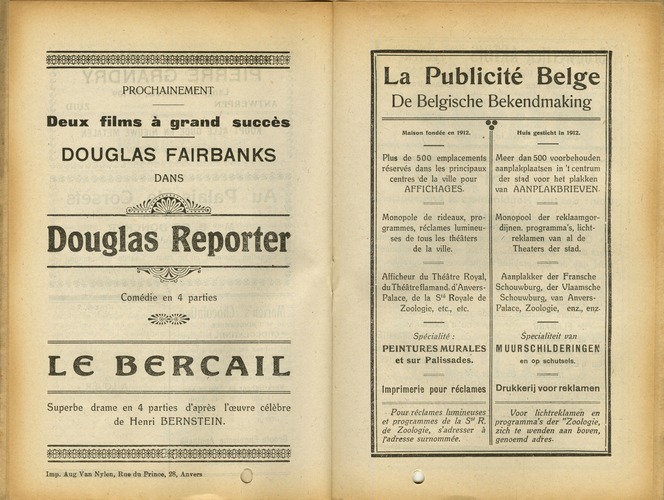 PROCHAINEMENT
Deux films à grand succès
DOUGLAS FAIRBANKS
DANS
Douglas Reporter
Comédie en 4 parties
LE BERCAIL
Superbe drame en 4 parties d'après l'œuvre célèbre
de Henri BERNSTEIN.
Imp. Aug Van Nylen, Rue du Prince, 28, Anvers
La Publicité Belge
De Belgische Bekendmaking
Maison fondée en 1912.
Plus de 500 emplacements
réservés dans les principaux
centres de la ville pour
AFFICHAGES.
Monopole de rideaux, pro-
grammes, réclames lumineu-
ses de tous les théâters
de la ville.
Afficheur du Théâtre Royal,
du Théâtre flamand, d'Anvers-
Palace, de la Sté Royale de
Zoologie, etc., etc.
Spécialité :
PEINTURES MURALES
et sur Palissades.
Imprimerie pour réclames
Pour réclames lumineuses
et programmes de la Sté R.
de Zoologie, s'adresser à
l'adresse surnommée.
Huis gesticht in 1912.
Meer dan 500 voorbehouden
aanplakplaatsen in 't centrum
der stad voor het plakken
van AANPLAKBRIEVEN.
Monopool der reklaamgor-
dijnen, programma's, licht-
reklamen van al de
Theaters der stad.
Aanplakker der Fransche
Schouwburg, der Vlaamsche
Schouwburg, van Anvers-
Palace, Zoologie, enz., enz.
Specialiteit van
MUURSCHILDERINGEN
en op schutsels.
Drukkerij voor reklamen
Voor lichtreklamen en
programma's der "Zoologie,
zich te wenden aan boven,
genoemd adres.